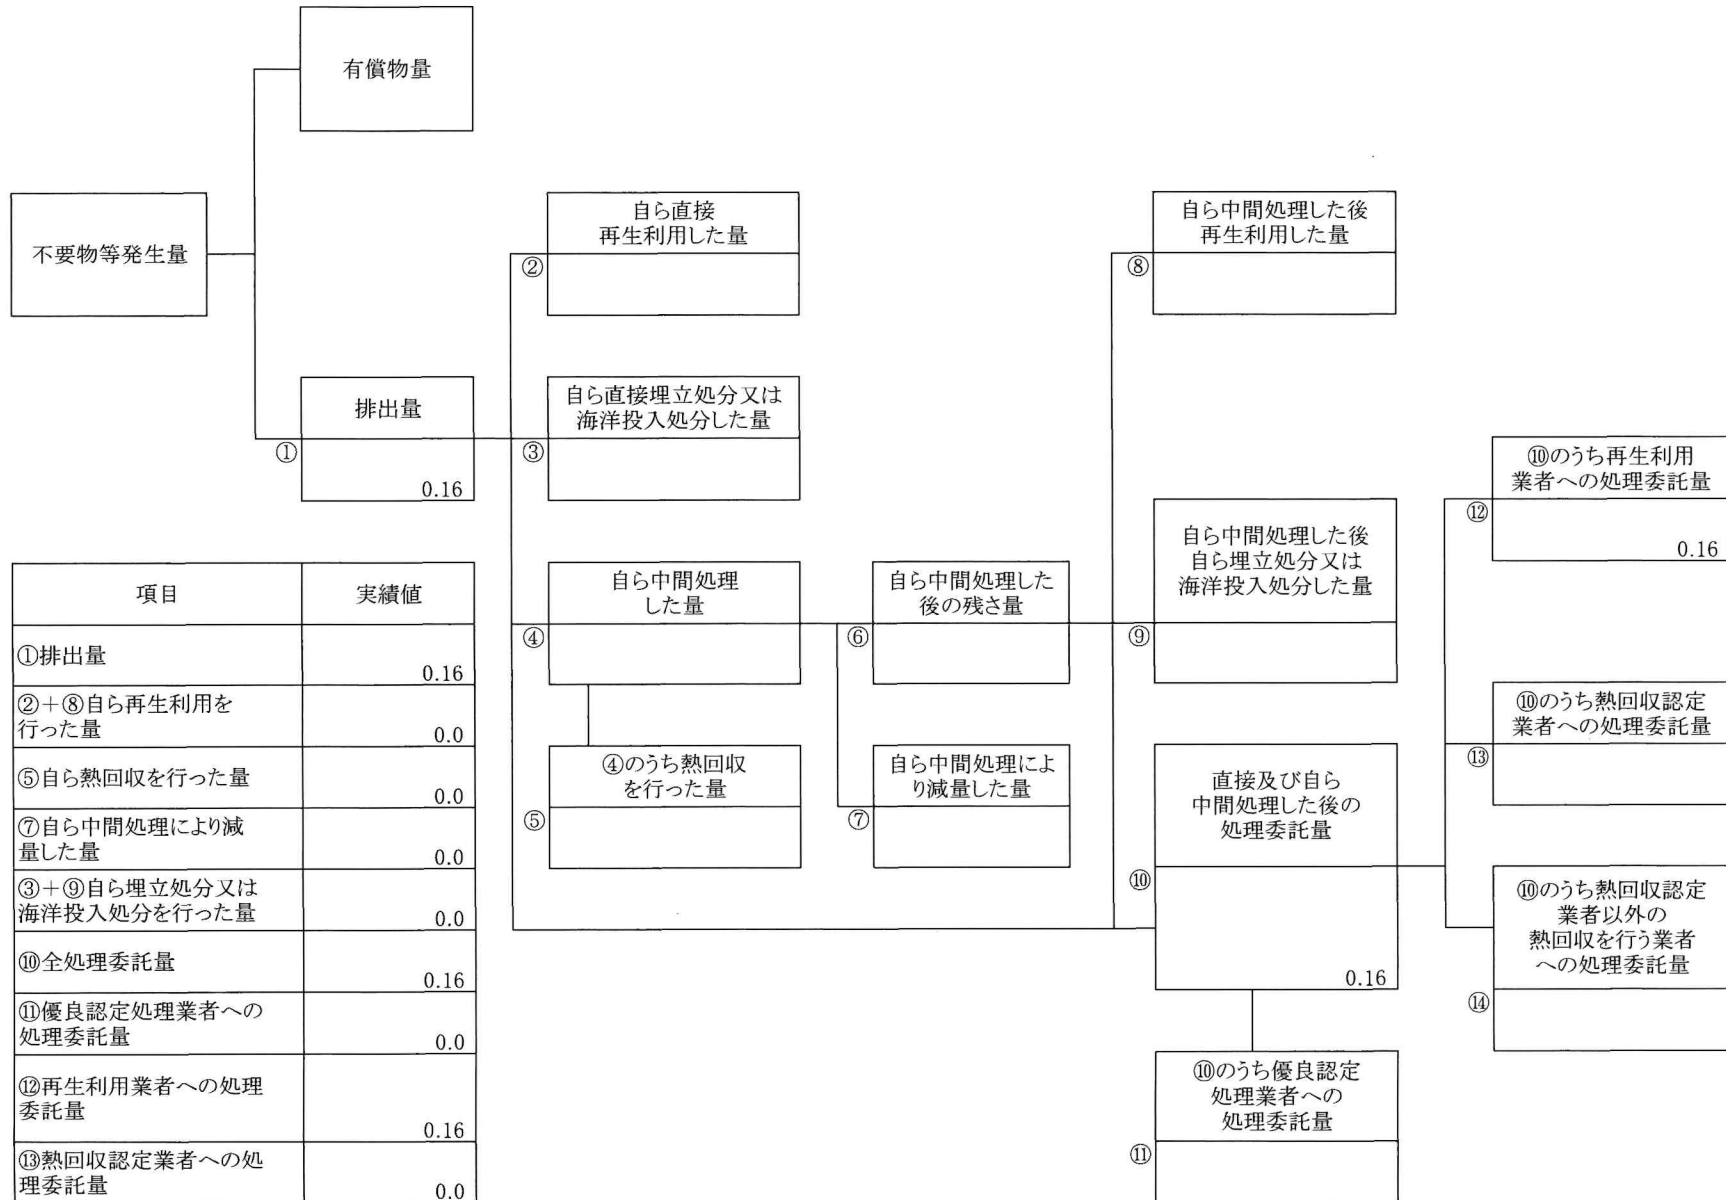 有償物量
不要物等発生量
自ら直接
再生利用した量
②
自ら中間処理した後
再生利用した量
⑧
排出量
①
0.16
自ら直接埋立処分又は
海洋投入処分した量
③
⑩のうち再生利用
業者への処理委託量
⑫
0.16
自ら中間処理
した量
④
自ら中間処理した
後の残さ量
⑥
自ら中間処理した後
自ら埋立処分又は
海洋投入処分した量
⑨
⑩のうち熱回収認定
業者への処理委託量
⑬
④のうち熱回収
を行った量
⑤
自ら中間処理によ
り減量した量
⑦
直接及び自ら
中間処理した後の
処理委託量
⑩
0.16
⑩のうち熱回収認定
業者以外の
熱回収を行う業者
への処理委託量
⑭
⑩のうち優良認定
処理業者への
処理委託量
⑪
項目 実績値
①排出量 0.16
②+⑧自ら再生利用を
行った量 0.0
⑤自ら熱回収を行った量 0.0
⑦自ら中間処理により減
量した量 0.0
③+⑨自ら埋立処分又は
海洋投入処分を行った量 0.0
⑩全処理委託量 0.16
⑪優良認定処理業者への
処理委託量 0.0
⑫再生利用業者への処理
委託量 0.16
⑬熱回収認定業者への処
理委託量 0.0